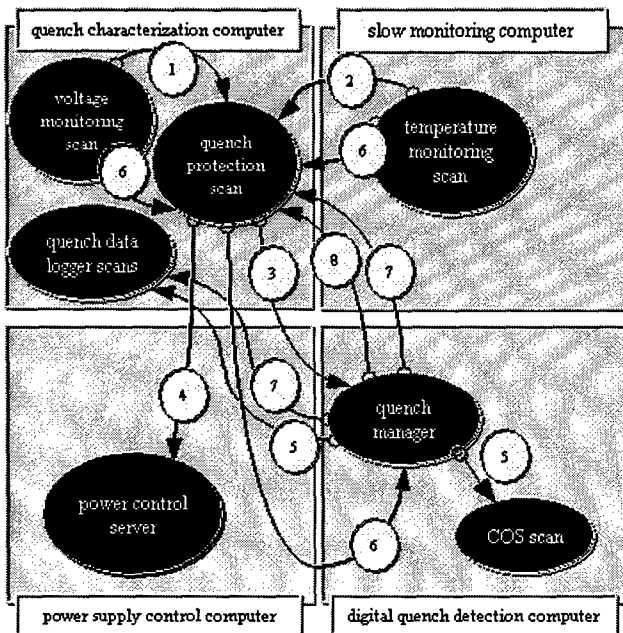 quench characterization computer
slow monitoring computer
1
2
voltage
monitoring
scan
quench
protection
scan
temperature
monitoring
scan
6
6
quench data
logger scans
3
8
7
4
7
5
quench
manager
5
power control
server
6
COS scan
power supply control computer
digital quench detection computer